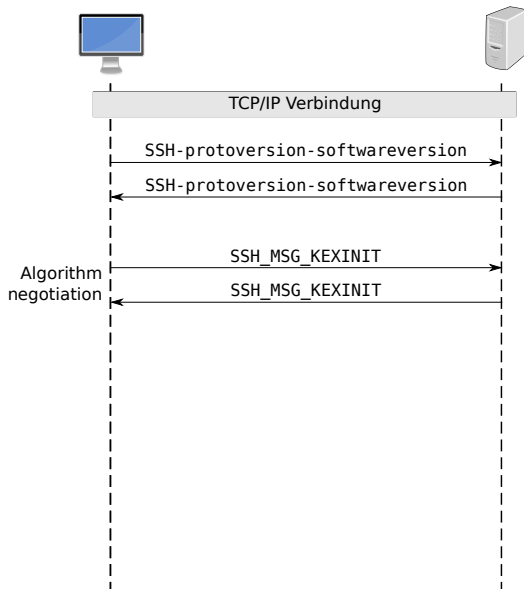 TCP/IP Verbindung
SSH-protoversion-softwareversion
SSH-protoversion-softwareversion
SSH_MSG_KEXINIT
Algorithm
negotiation
SSH_MSG_KEXINIT